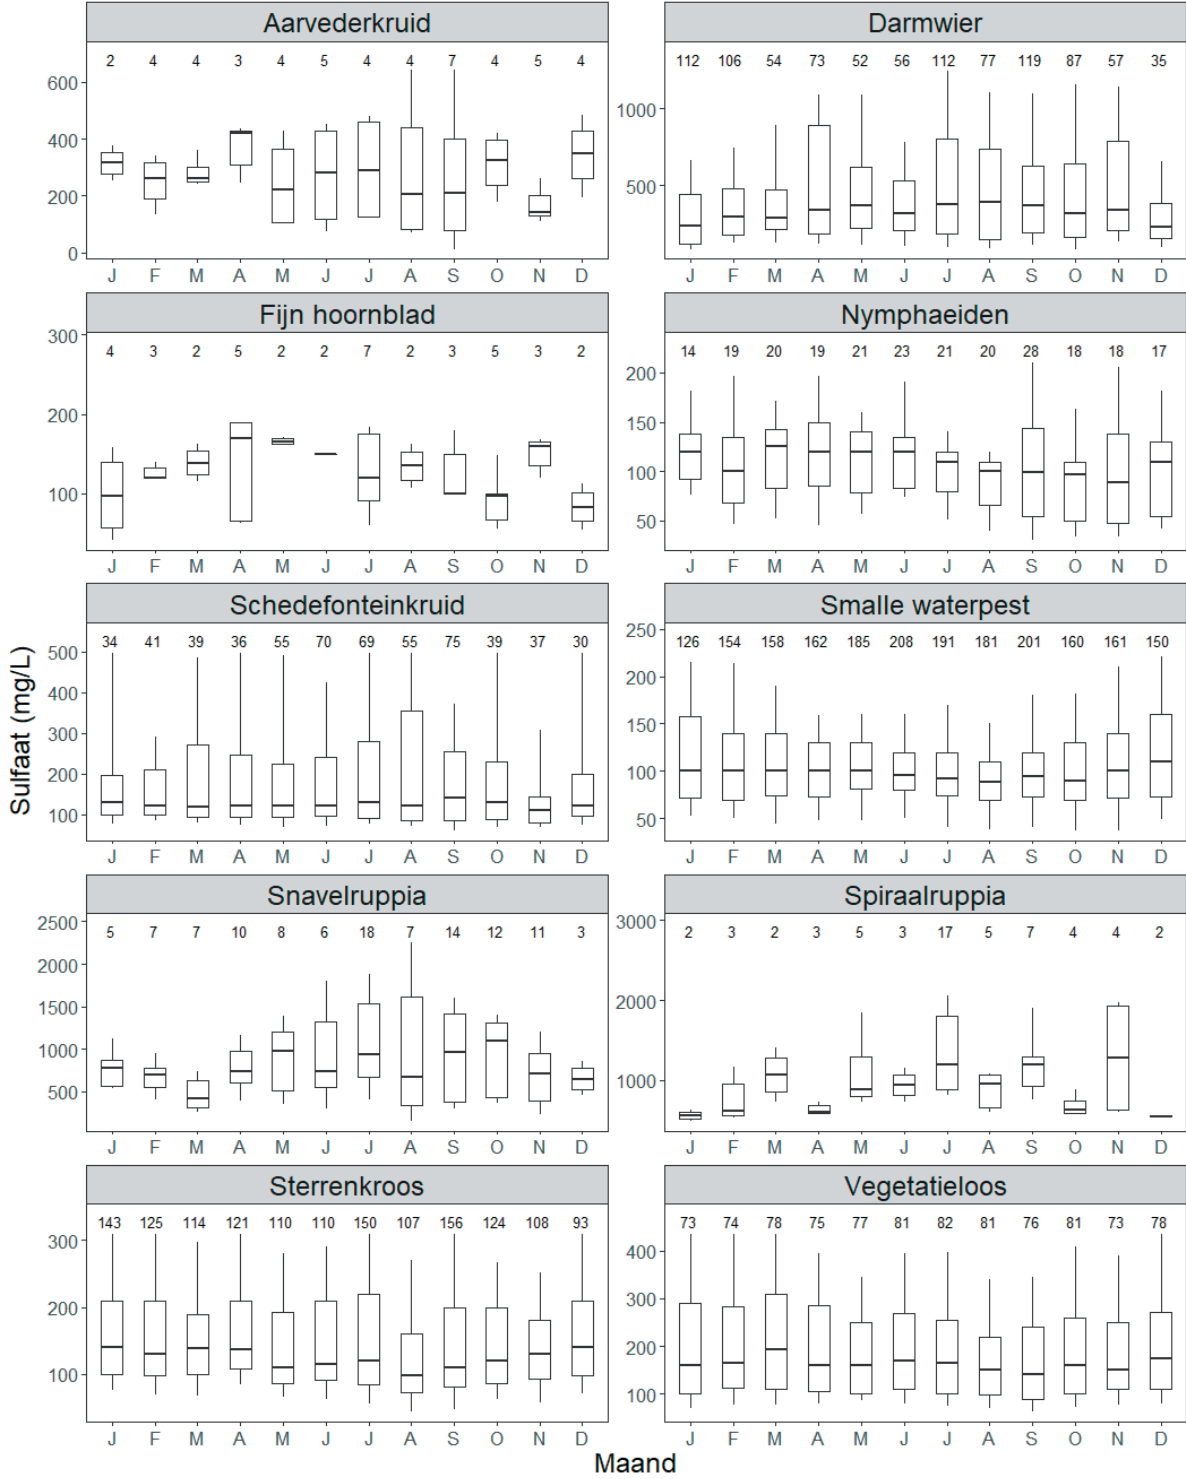 Aarvederkruid
2 4 4 3 4 5 4 4 7 4 5 4
600
400
200
0
J F M A M J J A S O N D
Darmwier
112 106 54 73 52 56 112 77 119 87 57 35
1000
500
J F M A M J J A S O N D
Fijn hoornblad
300
4 3 2 5 2 2 7 2 3 5 3 2
200
100
J F M A M J J A S O N D
Nymphaeiden
14 19 20 19 21 23 21 20 28 18 18 17
200
150
100
50
J F M A M J J A S O N D
Schedefonteinkruid
34 41 39 36 55 70 69 55 75 39 37 30
500
400
300
200
100
J F M A M J J A S O N D
Smalle waterpest
250
126 154 158 162 185 208 191 181 201 160 161 150
200
150
100
50
J F M A M J J A S O N D
Snavelruppia
2500
5 7 7 10 8 6 18 7 14 12 11 3
2000
1500
1000
500
J F M A M J J A S O N D
Spiraalruppia
3000
2 3 2 3 5 3 17 5 7 4 4 2
2000
1000
J F M A M J J A S O N D
Sterrenkroos
143 125 114 121 110 110 150 107 156 124 108 93
300
200
100
J F M A M J J A S O N D
Vegetatieloos
73 74 78 75 77 81 82 81 76 81 73 78
400
300
200
100
J F M A M J J A S O N D
Sulfaat (mg/L)
Maand